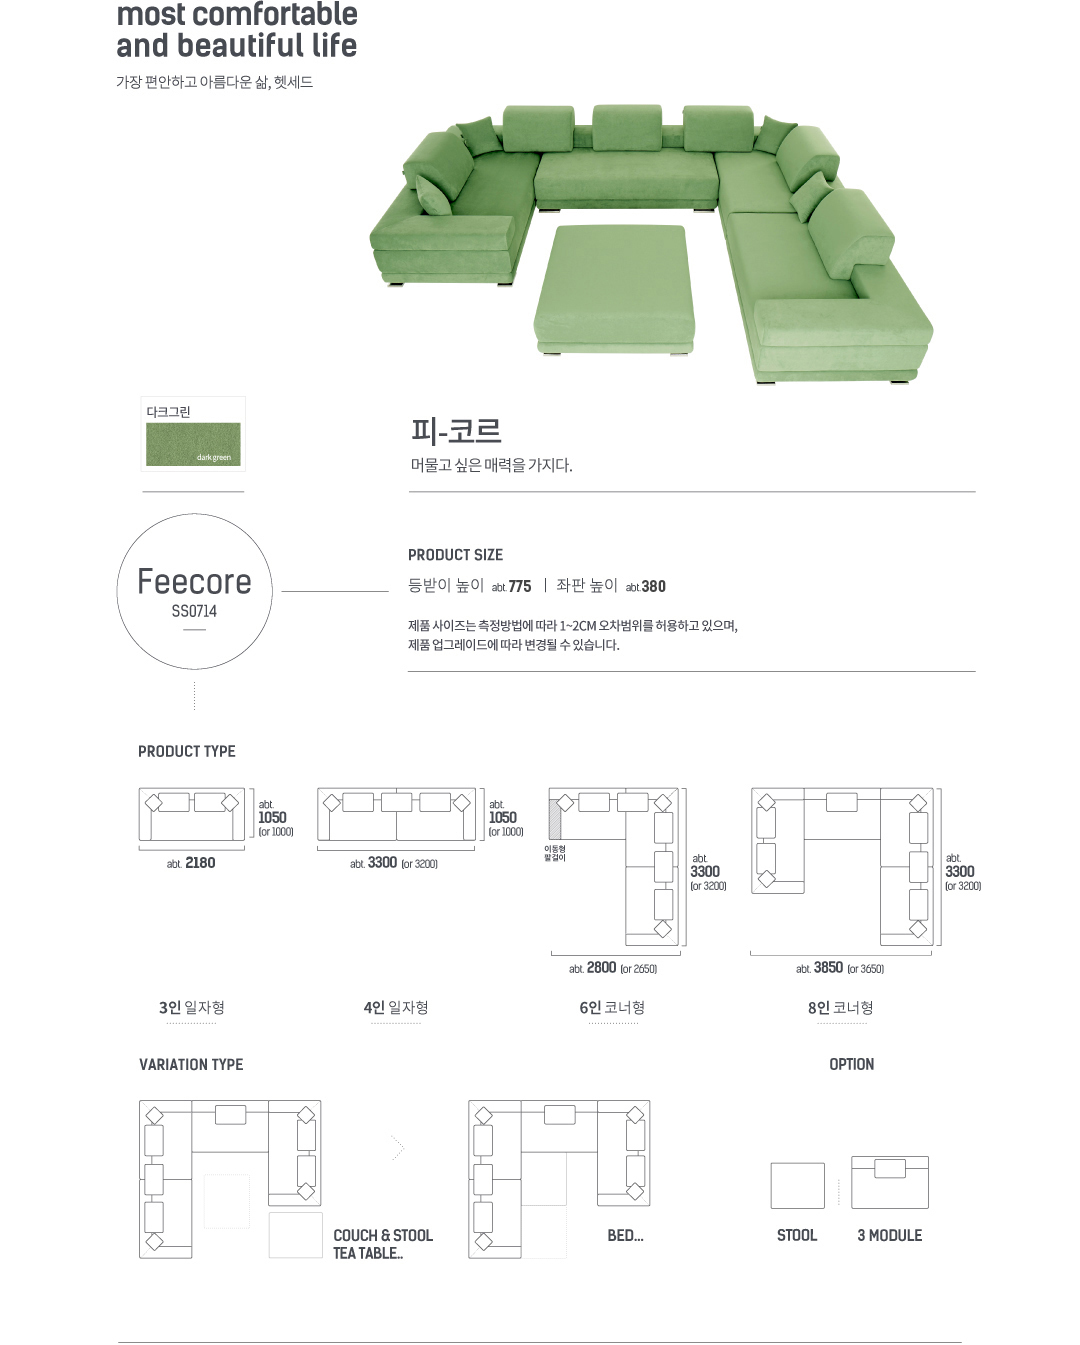 most comfortable
and beautiful life
가장 편안하고 아름다운 삶, 헷세드
다크그린
dark green
피-코르
머물고 싶은 매력을 가지다.
Feecore
SS0714
PRODUCT SIZE
등받이 높이 abt.775 | 좌판 높이 abt.380
제품 사이즈는 측정방법에 따라 1~2CM 오차범위를 허용하고 있으며,
제품 업그레이드에 따라 변경될 수 있습니다.
PRODUCT TYPE
abt.
1050
(or 1000)
abt. 2180
abt.
1050
(or 1000)
abt. 3300 (or 3200)
이동형
팔걸이
abt.
3300
(or 3200)
abt. 2800 (or 2650)
abt.
3300
(or 3200)
abt. 3850 (or 3650)
3인 일자형
4인 일자형
6인 코너형
8인 코너형
VARIATION TYPE
OPTION
COUCH & STOOL
TEA TABLE..
BED...
STOOL
3 MODULE